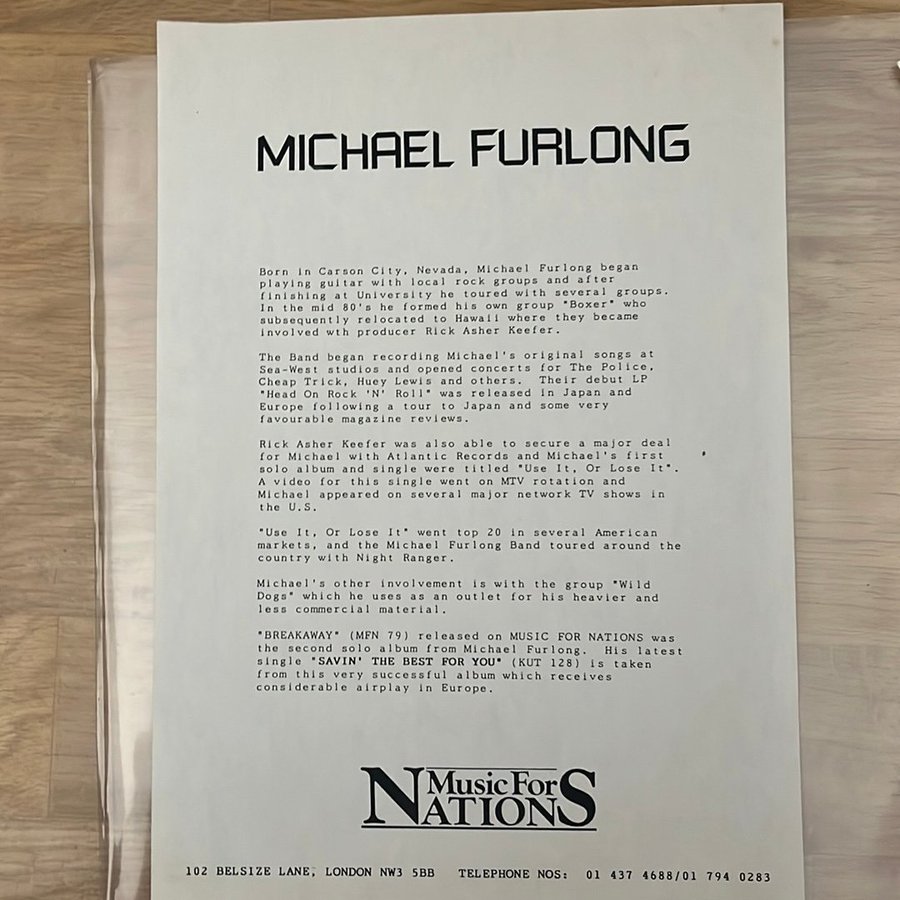 MICHAEL FURLONG
Born in Carson City, Nevada, Michael Furlong began
playing guitar with local rock groups and after
finishing at University he toured with several groups.
In the mid 80's he formed his own group "Boxer" who
subsequently relocated to Hawaii where they became
involved wth producer Rick Asher Keefer.
The Band began recording Michael's original songs at
Sea-West studios and opened concerts for The Police,
Cheap Trick, Huey Lewis and others. Their debut LP
"Head On Rock 'N' Roll" was released in Japan and
Europe following a tour to Japan and some very
favourable magazine reviews.
Rick Asher Keefer was also able to secure a major deal
for Michael with Atlantic Records and Michael's first
solo album and single were titled "Use It, Or Lose It".
A video for this single went on MTV rotation and
Michael appeared on several major network TV shows in
the U.S.
"Use It, Or Lose It" went top 20 in several American
markets, and the Michael Furlong Band toured around the
country with Night Ranger.
Michael's other involvement is with the group "Wild
Dogs" which he uses as an outlet for his heavier and
less commercial material.
"BREAKAWAY" (MFN 79) released on MUSIC FOR NATIONS was
the second solo album from Michael Furlong. His latest
single "SAVIN' THE BEST FOR YOU" (KUT 128) is taken
from this very successful album which receives
considerable airplay in Europe.
Music For
NATIONS
102 BELSIZE LANE, LONDON NW3 5BB TELEPHONE NOS: 01 437 4688/01 794 0283